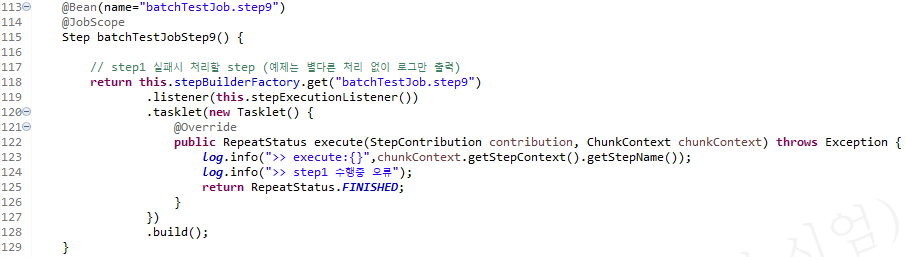 113 @Bean(name="batchTestJob.step9")
114 @JobScope
115 Step batchTestJobStep9() {
116
117 // step1 실패시 처리할 step (예제는 별다른 처리 없이 로그만 출력)
118 return this.stepBuilderFactory.get("batchTestJob.step9")
119 .listener(this.stepExecutionListener())
120 .tasklet(new Tasklet() {
121 @Override
122 public RepeatStatus execute(StepContribution contribution, ChunkContext chunkContext) throws Exception {
123 log.info(">> execute:{}",chunkContext.getStepContext().getStepName());
124 log.info(">> step1 수행중 오류");
125 return RepeatStatus.FINISHED;
126 }
127 })
128 .build();
129 }